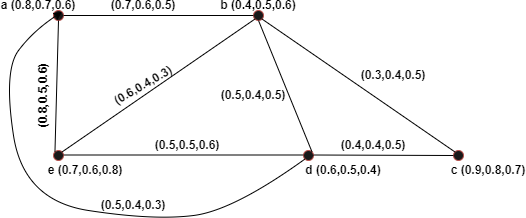 a (0.8,0.7,0.6)
(0.7,0.6,0.5)
b (0.4,0.5,0.6)
(0.8,0.5,0.6)
(0.6,0.4,0.3)
(0.5,0.4,0.5)
(0.3,0.4,0.5)
(0.5,0.5,0.6)
(0.4,0.4,0.5)
e (0.7,0.6,0.8)
d (0.6,0.5,0.4)
c (0.9,0.8,0.7)
(0.5,0.4,0.3)